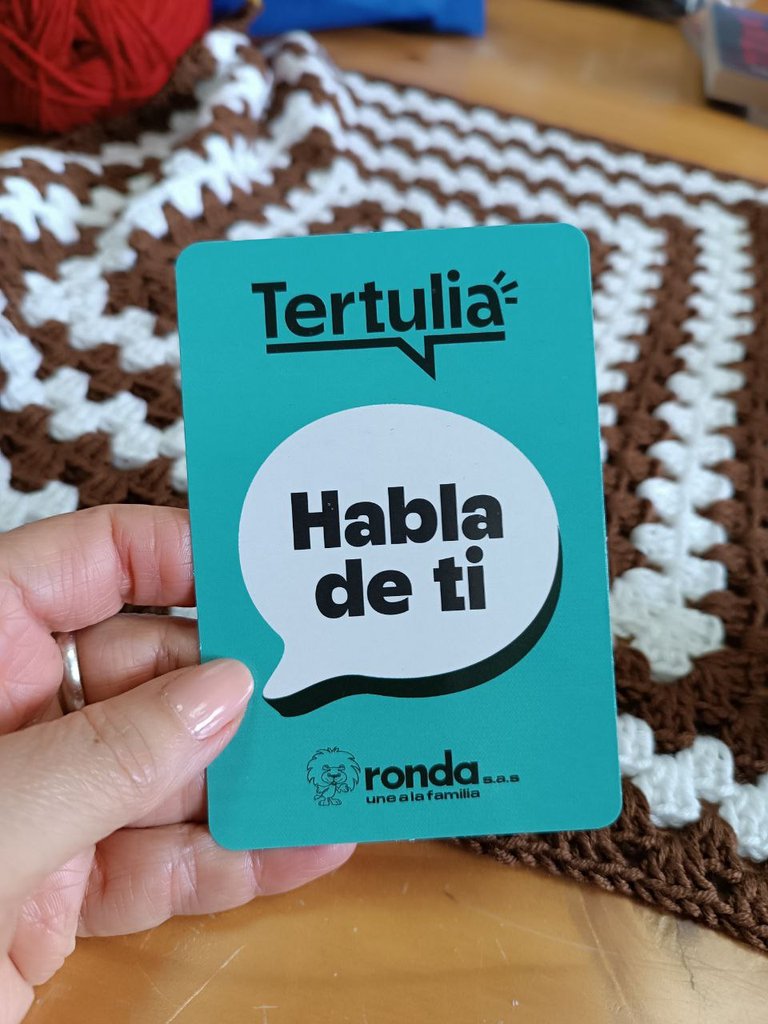 Tertulia
Habla
de ti
ronda s.a.s
une a la familia